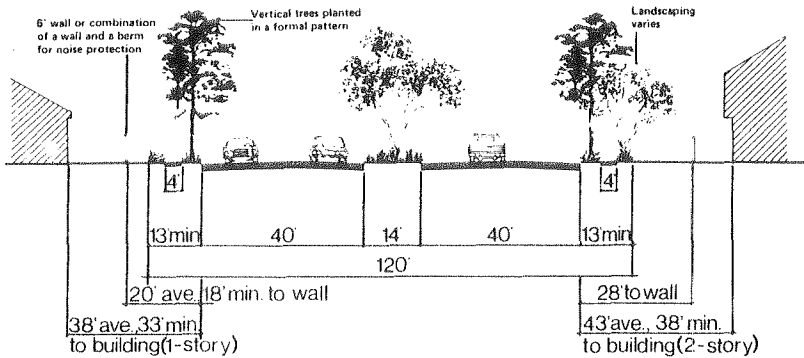 6' wall or combination
of a wall and a berm
for noise protection
Vertical trees planted
in a formal pattern
Landscaping
varies
4'
4'
13'min
40'
14'
40'
13'min
120'
20' ave. 18' min. to wall
28' to wall
38' ave., 33' min.
to building(1-story)
43' ave., 38' min.
to building(2-story)